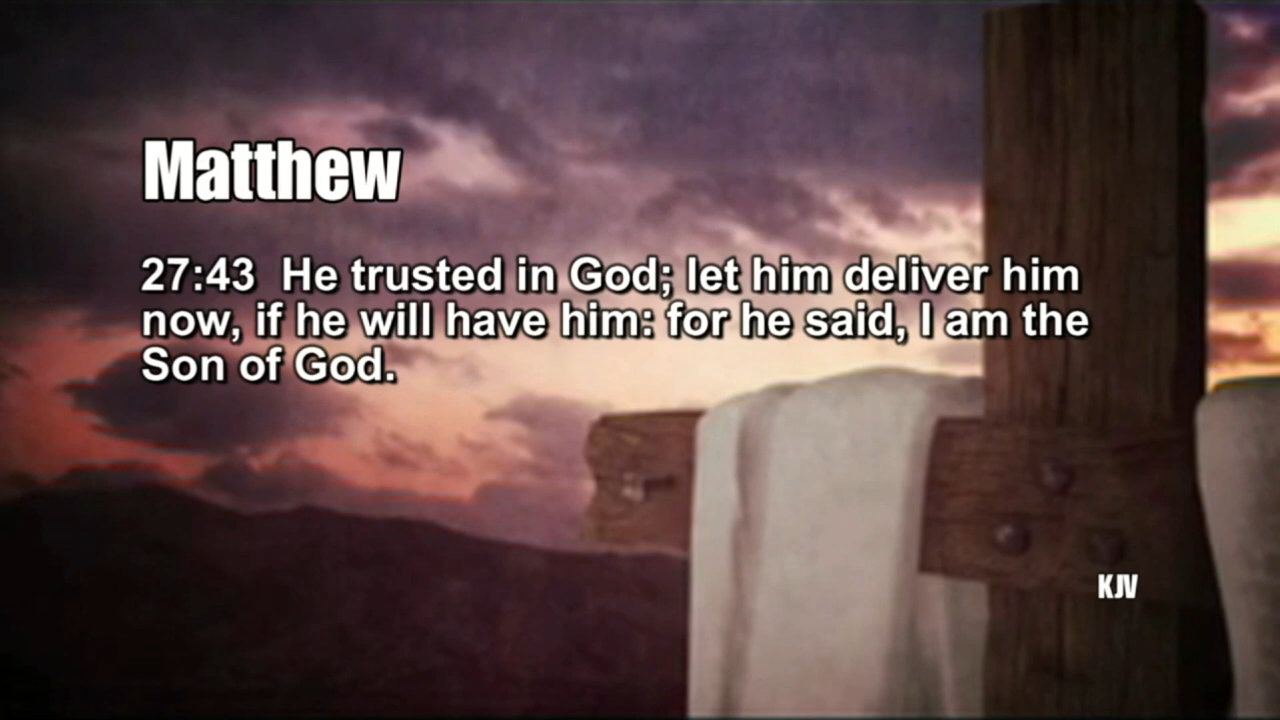 Matthew
27:43 He trusted in God; let him deliver him
now, if he will have him: for he said, I am the
Son of God.
KJV